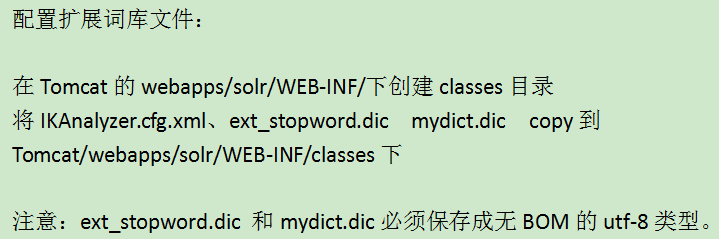 配置扩展词库文件：
在 Tomcat 的 webapps/solr/WEB-INF/下创建 classes 目录
将 IKAnalyzer.cfg.xml、ext_stopword.dic mydict.dic copy 到
Tomcat/webapps/solr/WEB-INF/classes 下
注意：ext_stopword.dic 和 mydict.dic 必须保存成无 BOM 的 utf-8 类型。